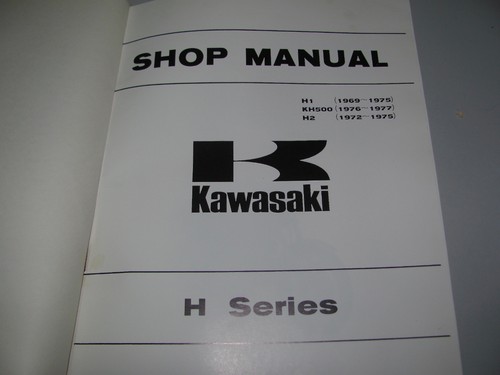 SHOP MANUAL
H1 (1969—1975)
KH500 (1976—1977)
H2 (1972—1975)
Kawasaki
H Series